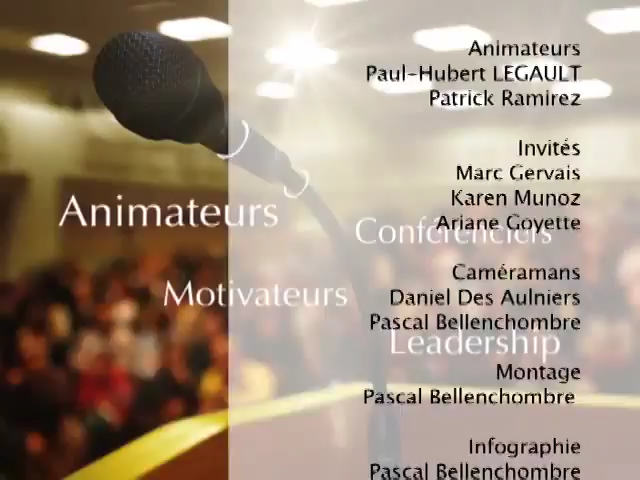 Animateurs
Paul-Hubert LEGAULT
Patrick Ramirez
Invités
Marc Gervais
Karen Munoz
Ariane Goyette
Animateurs
Conférenciers
Caméramans
Daniel Des Aulniers
Motivateurs
Pascal Bellenchombre
Leadership
Montage
Pascal Bellenchombre
Infographie
Pascal Bellenchombre